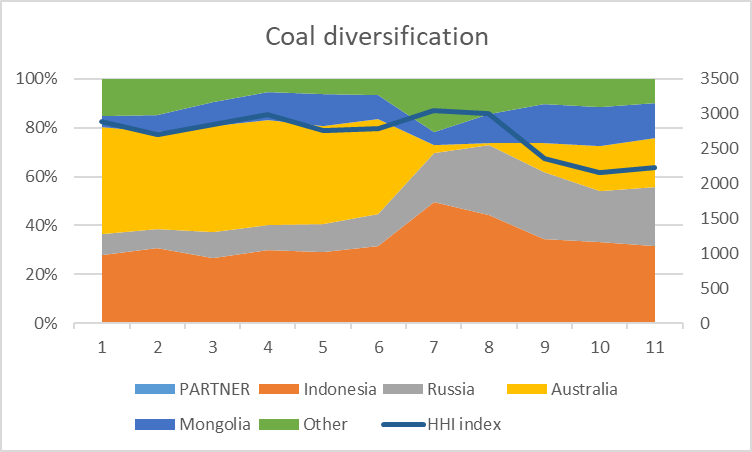 Coal diversification
100% 3500
80% 3000
60% 2500
40% 2000
20% 1500
0% 1000
500
0
1 2 3 4 5 6 7 8 9 10 11
PARTNER Indonesia Russia Australia
Mongolia Other HHI index